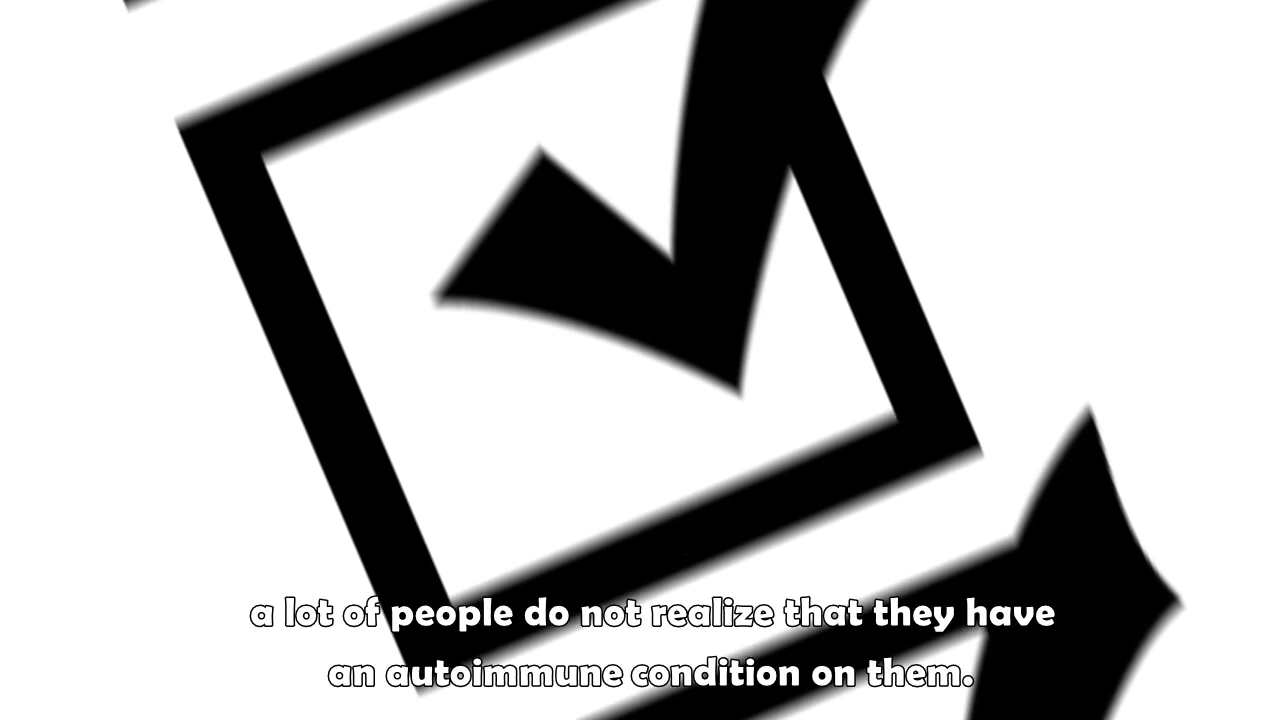 a lot of people do not realize that they have
an autoimmune condition on them.